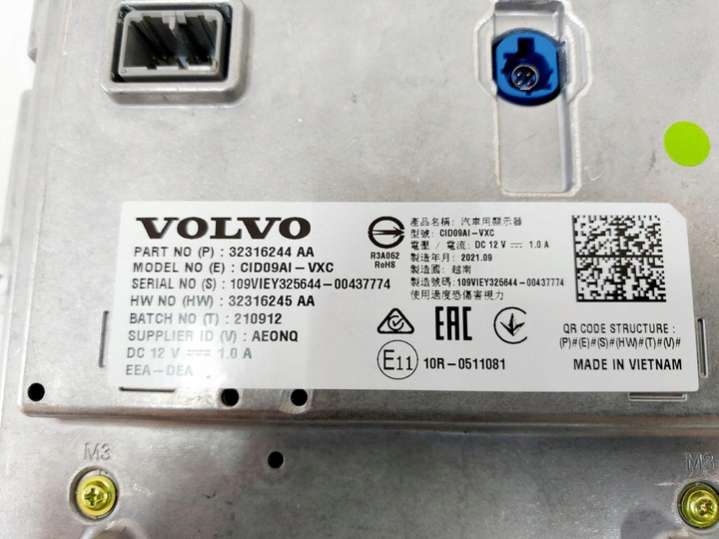 VOLVO
PART NO (P) : 32316244 AA
MODEL NO (E) : CID09AI-VXC
SERIAL NO (S) : 109VIEY325644-00437774
HW NO (HW) : 32316245 AA
BATCH NO (T) : 210912
SUPPLIER ID (V) : AEONQ
DC 12 V ⎓ 1.0 A
EEA-DEA
R3A052
RoHS
產品名稱: 汽車用顯示器
型號: CID09AI-VXC
電壓 / 電流: DC 12 V ⎓ 1.0 A
製造年月: 2021.09
製造國: 越南
製造號碼: 109VIEY325644-00437774
使用過度恐傷害視力
EAC
E11
10R-0511081
QR CODE STRUCTURE :
(P)#(E)#(S)#(HW)#(T)#(V)#
MADE IN VIETNAM
M3
M3